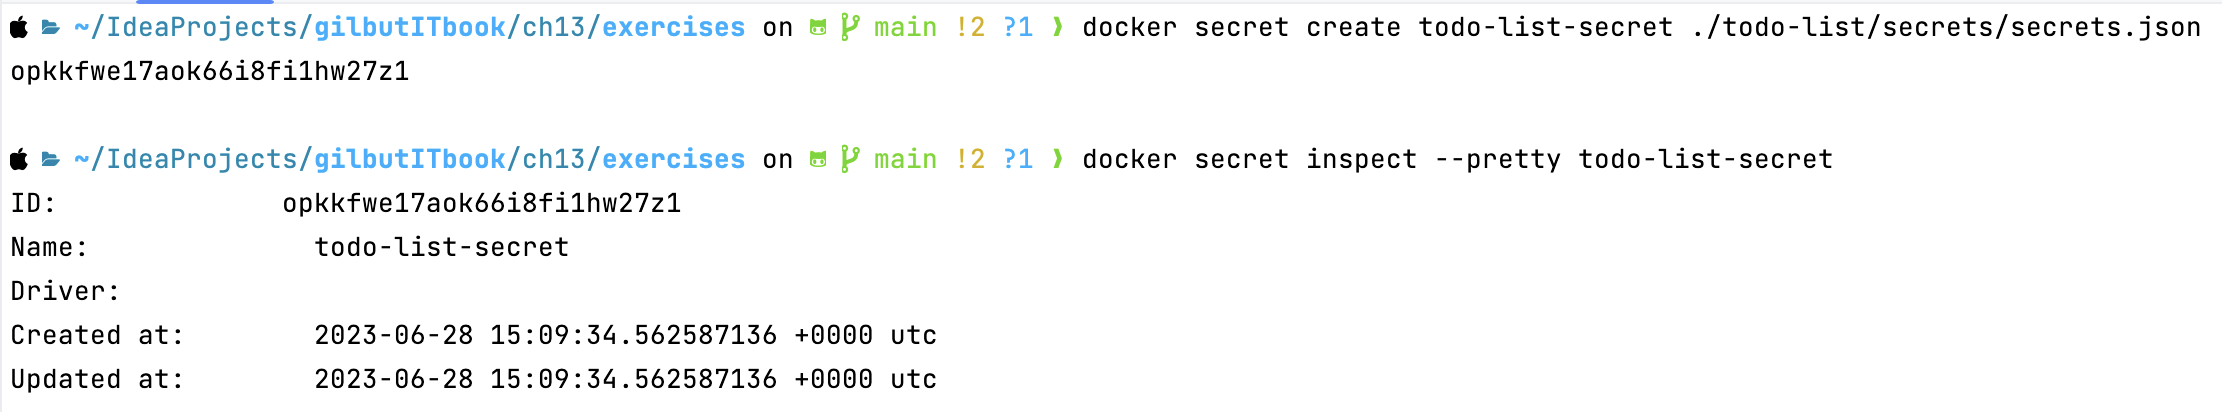 ~/IdeaProjects/gilbutITbook/ch13/exercises on main !2 ?1 ❯ docker secret create todo-list-secret ./todo-list/secrets/secrets.json
opkkfwe17aok66i8fi1hw27z1
~/IdeaProjects/gilbutITbook/ch13/exercises on main !2 ?1 ❯ docker secret inspect --pretty todo-list-secret
ID: opkkfwe17aok66i8fi1hw27z1
Name: todo-list-secret
Driver:
Created at: 2023-06-28 15:09:34.562587136 +0000 utc
Updated at: 2023-06-28 15:09:34.562587136 +0000 utc